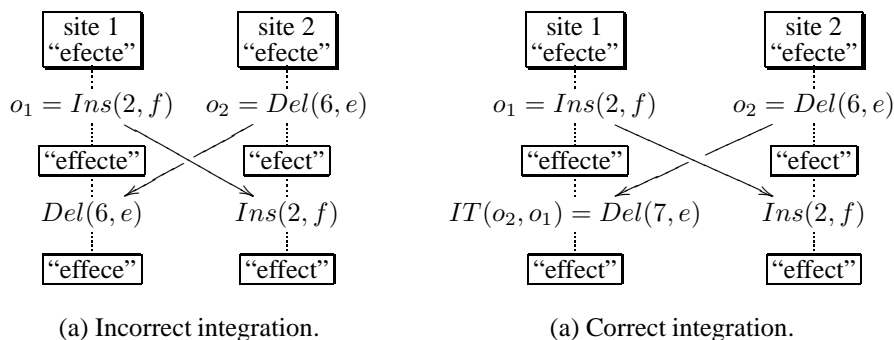 site 1
“efecte”
site 2
“efecte”
o₁ = Ins(2, f)
o₂ = Del(6, e)
“effecte”
“efect”
Del(6, e)
Ins(2, f)
“effece”
“effect”
(a) Incorrect integration.
site 1
“efecte”
site 2
“efecte”
o₁ = Ins(2, f)
o₂ = Del(6, e)
“effecte”
“efect”
IT(o₂, o₁) = Del(7, e)
Ins(2, f)
“effect”
“effect”
(a) Correct integration.